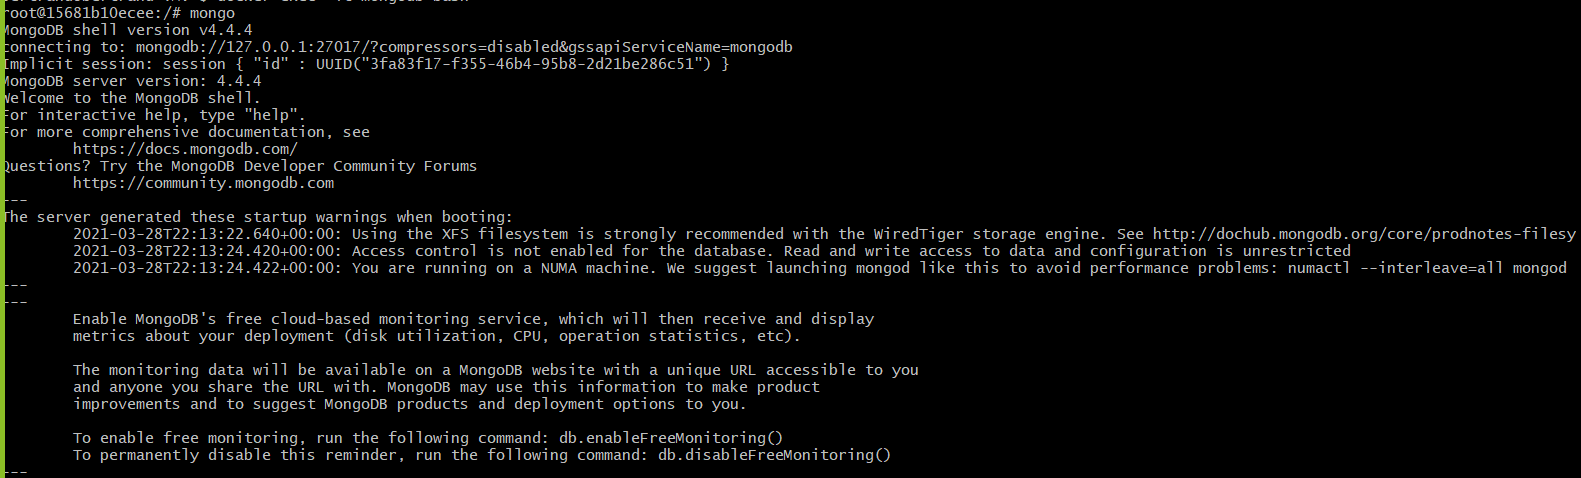 root@15681b10ecee:/# mongo
MongoDB shell version v4.4.4
connecting to: mongodb://127.0.0.1:27017/?compressors=disabled&gssapiServiceName=mongodb
Implicit session: session { "id" : UUID("3fa83f17-f355-46b4-95b8-2d21be286c51") }
MongoDB server version: 4.4.4
Welcome to the MongoDB shell.
For interactive help, type "help".
For more comprehensive documentation, see
https://docs.mongodb.com/
Questions? Try the MongoDB Developer Community Forums
https://community.mongodb.com
---
The server generated these startup warnings when booting:
2021-03-28T22:13:22.640+00:00: Using the XFS filesystem is strongly recommended with the WiredTiger storage engine. See http://dochub.mongodb.org/core/prodnotes-filesy
2021-03-28T22:13:24.420+00:00: Access control is not enabled for the database. Read and write access to data and configuration is unrestricted
2021-03-28T22:13:24.422+00:00: You are running on a NUMA machine. We suggest launching mongod like this to avoid performance problems: numactl --interleave=all mongod
---
---
Enable MongoDB's free cloud-based monitoring service, which will then receive and display
metrics about your deployment (disk utilization, CPU, operation statistics, etc).
The monitoring data will be available on a MongoDB website with a unique URL accessible to you
and anyone you share the URL with. MongoDB may use this information to make product
improvements and to suggest MongoDB products and deployment options to you.
To enable free monitoring, run the following command: db.enableFreeMonitoring()
To permanently disable this reminder, run the following command: db.disableFreeMonitoring()
---